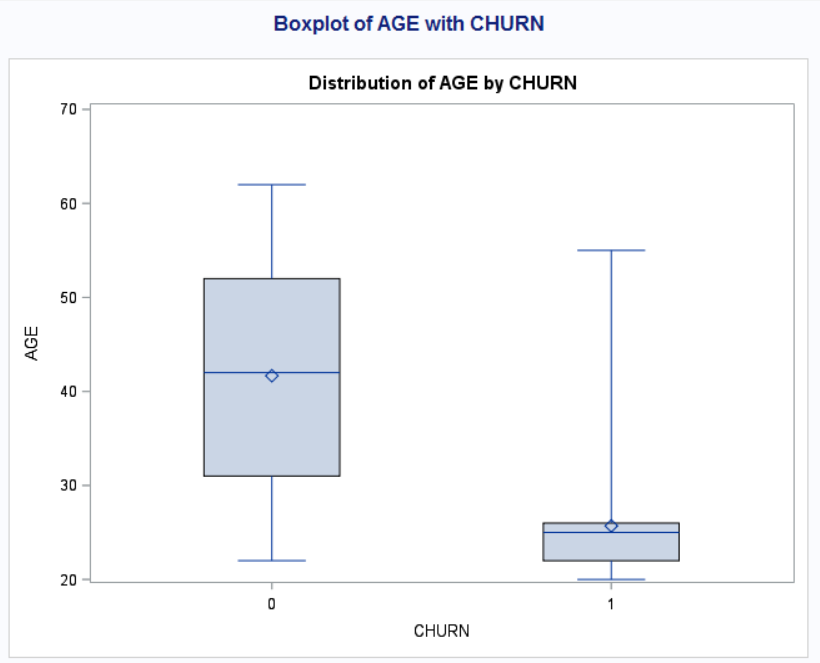 Boxplot of AGE with CHURN
Distribution of AGE by CHURN
70
60
50
40
30
20
AGE
0 1
CHURN